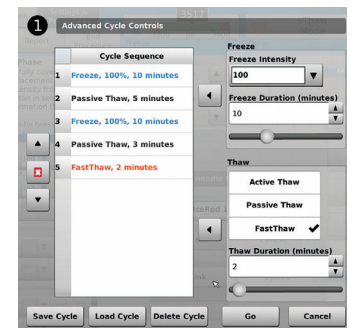 3517
1 Advanced Cycle Controls
Cycle Sequence
1 Freeze, 100%, 10 minutes
2 Passive Thaw, 5 minutes
3 Freeze, 100%, 10 minutes
4 Passive Thaw, 3 minutes
5 FastThaw, 2 minutes
Freeze
Freeze Intensity
100
Freeze Duration (minutes)
10
Thaw
Active Thaw
Passive Thaw
FastThaw
Thaw Duration (minutes)
2
Save Cycle
Load Cycle
Delete Cycle
Go
Cancel